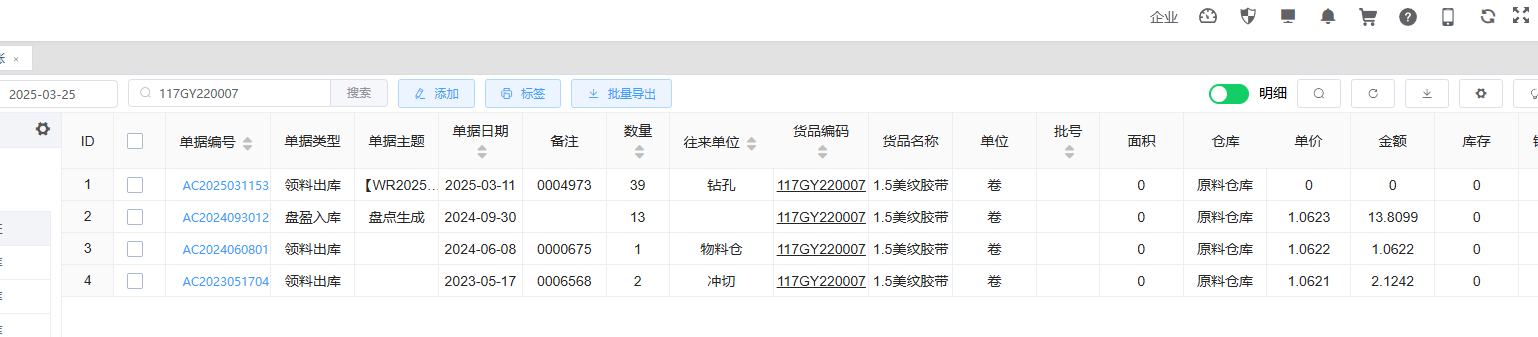 企业
2025-03-25 117GY220007 搜索 添加 标签 批量导出 明细
ID 单据编号 单据类型 单据主题 单据日期 备注 数量 往来单位 货品编码 货品名称 单位 批号 面积 仓库 单价 金额 库存
1 AC2025031153 领料出库 【WR2025... 2025-03-11 0004973 39 钻孔 117GY220007 1.5美纹胶带 卷 0 原料仓库 0 0 0
2 AC2024093012 盘盈入库 盘点生成 2024-09-30 13 117GY220007 1.5美纹胶带 卷 0 原料仓库 1.0623 13.8099 0
3 AC2024060801 领料出库 2024-06-08 0000675 1 物料仓 117GY220007 1.5美纹胶带 卷 0 原料仓库 1.0622 1.0622 0
4 AC2023051704 领料出库 2023-05-17 0006568 2 冲切 117GY220007 1.5美纹胶带 卷 0 原料仓库 1.0621 2.1242 0